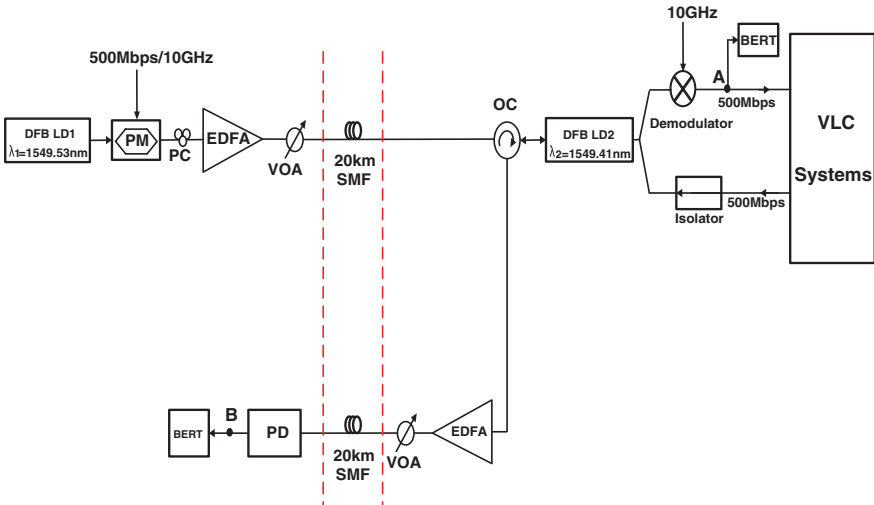 500Mbps/10GHz
DFB LD1
λ1=1549.53nm
PM
PC
EDFA
VOA
20km
SMF
OC
DFB LD2
λ2=1549.41nm
10GHz
Demodulator
A
BERT
500Mbps
VLC
Systems
Isolator
500Mbps
BERT
B
PD
20km
SMF
VOA
EDFA